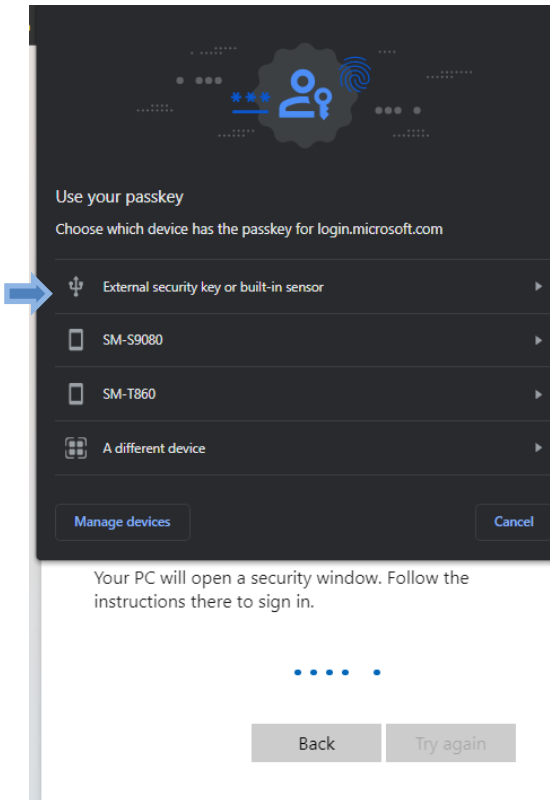 Use your passkey
Choose which device has the passkey for login.microsoft.com
External security key or built-in sensor
SM-S9080
SM-T860
A different device
Manage devices
Cancel
Your PC will open a security window. Follow the
instructions there to sign in.
Back
Try again